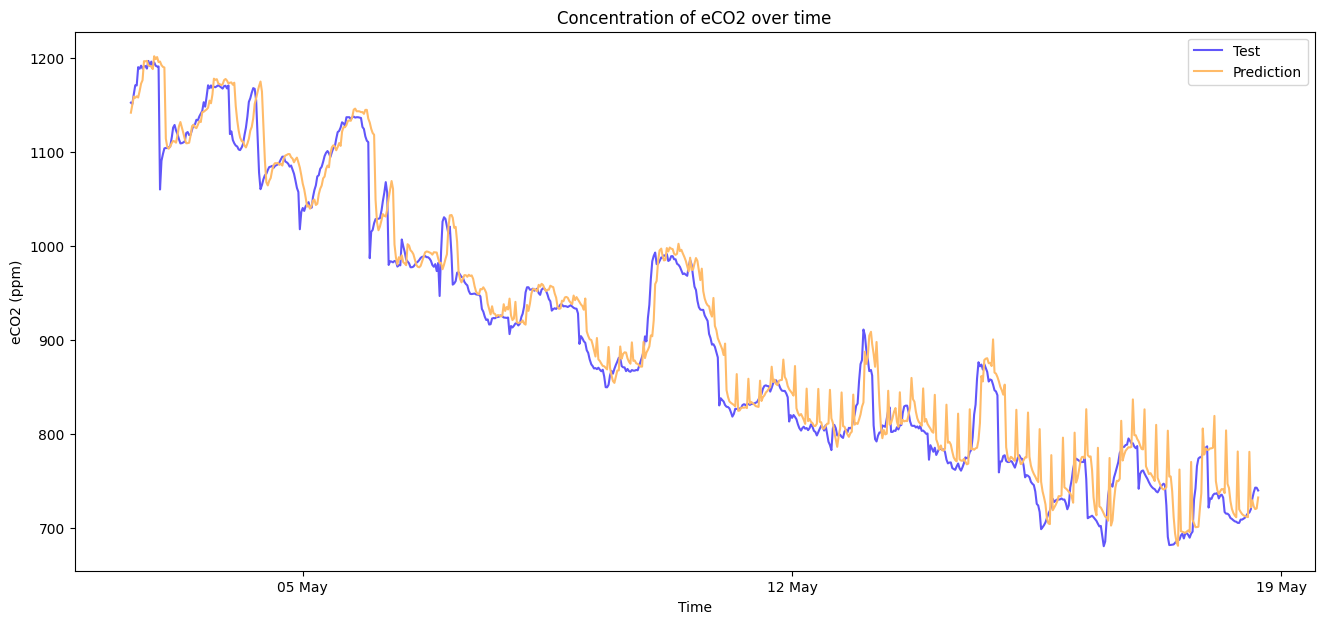 Concentration of eCO2 over time
Test
Prediction
eCO2 (ppm)
1200
1100
1000
900
800
700
05 May
12 May
19 May
Time